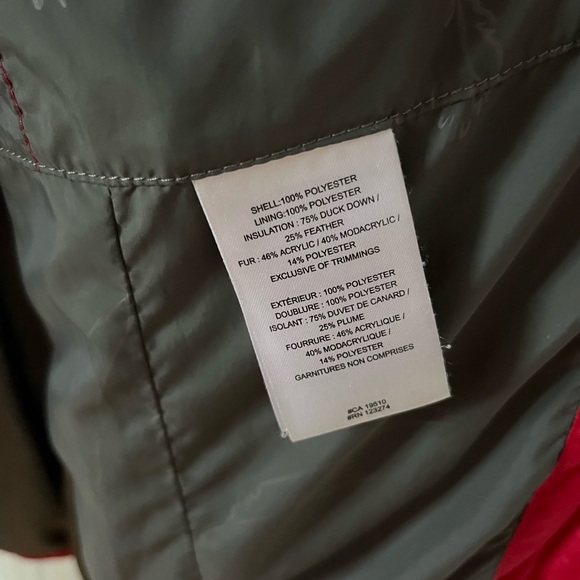 SHELL:100% POLYESTER
LINING:100% POLYESTER
INSULATION : 75% DUCK DOWN /
25% FEATHER
FUR : 46% ACRYLIC / 40% MODACRYLIC /
14% POLYESTER
EXCLUSIVE OF TRIMMINGS
EXTÉRIEUR : 100% POLYESTER
DOUBLURE : 100% POLYESTER
ISOLANT : 75% DUVET DE CANARD /
25% PLUME
FOURRURE : 46% ACRYLIQUE /
40% MODACRYLIQUE /
14% POLYESTER
GARNITURES NON COMPRISES
#CA 19510
#RN 123274